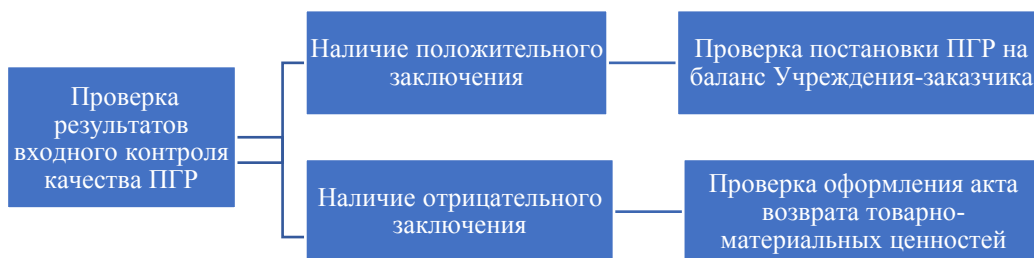 Проверка
результатов
входного контроля
качества ПГР
Наличие положительного
заключения
Проверка постановки ПГР на
баланс Учреждения-заказчика
Наличие отрицательного
заключения
Проверка оформления акта
возврата товарно-
материальных ценностей